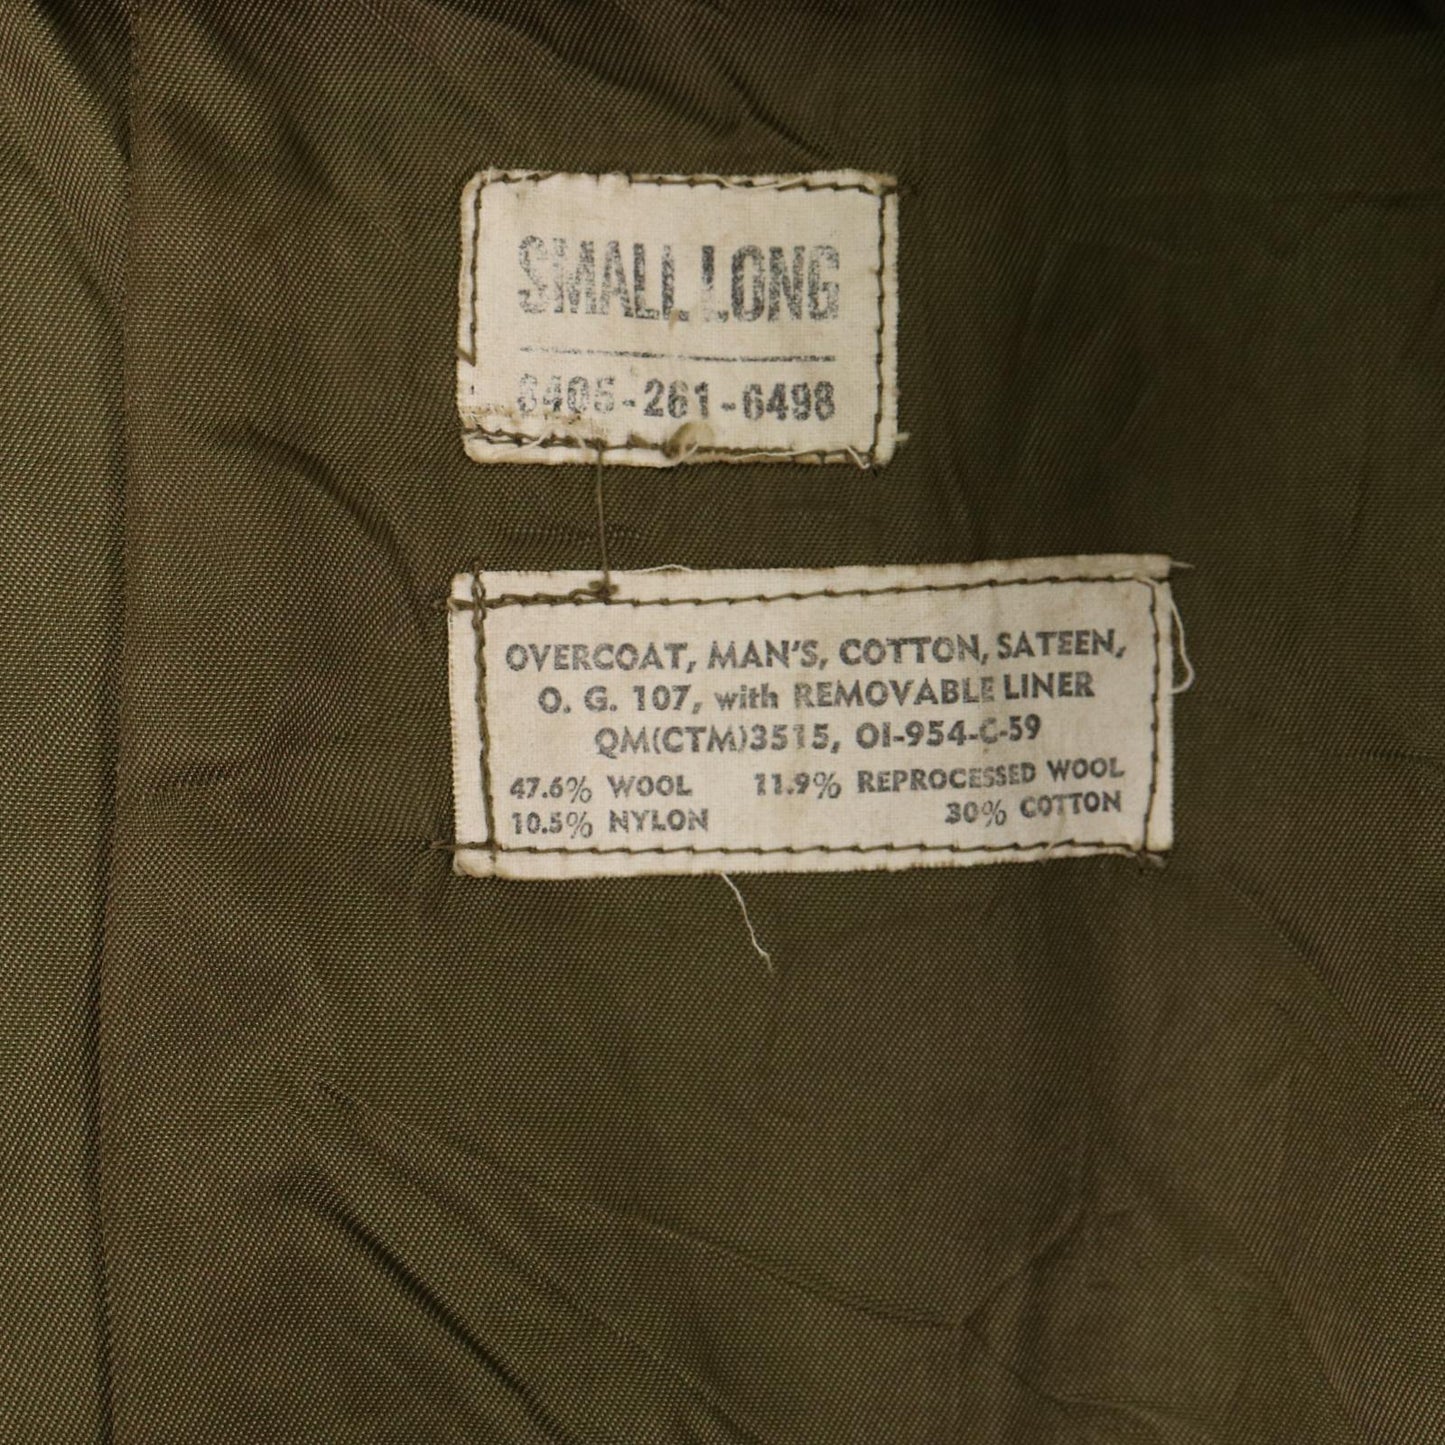 SMALL LONG
8405-261-6498
OVERCOAT, MAN'S, COTTON, SATEEN,
O. G. 107, with REMOVABLE LINER
QM(CTM)3515, OI-954-C-59
47.6% WOOL 11.9% REPROCESSED WOOL
10.5% NYLON 30% COTTON